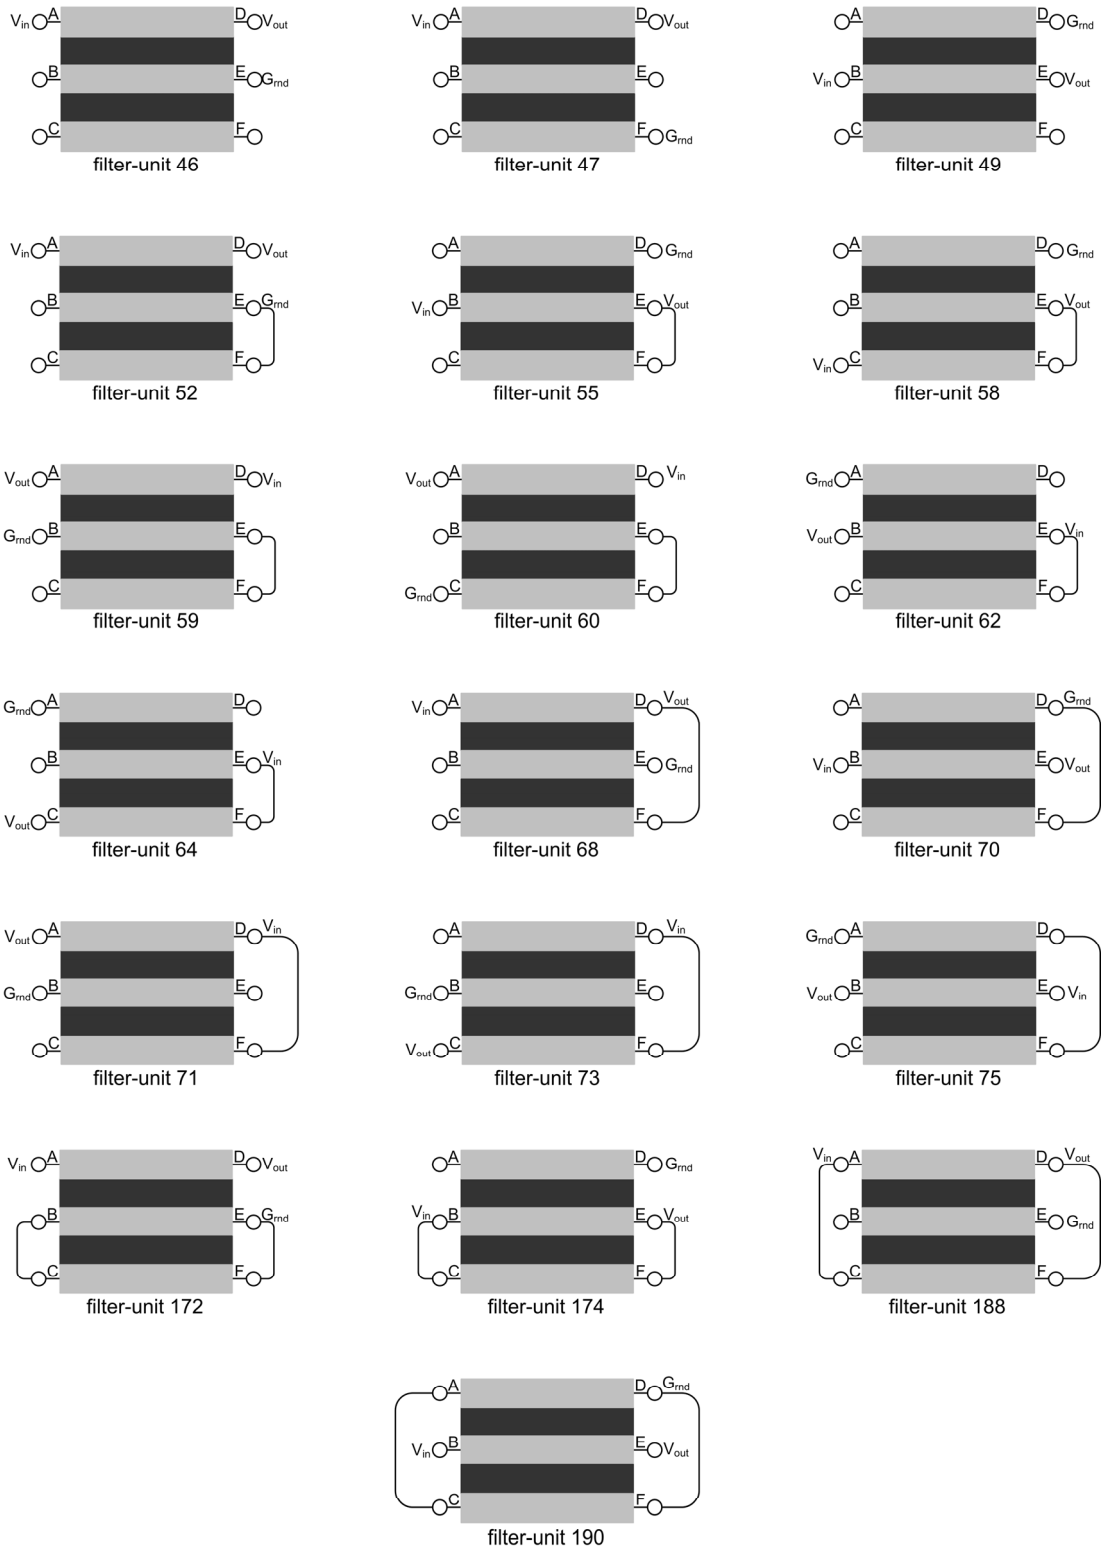 Vin A D Vout Vin A D Vout A D Grnd
B E Grnd B E Vin B E Vout
C F C F Grnd C F
filter-unit 46 filter-unit 47 filter-unit 49
Vin A D Vout A D Grnd A D Grnd
B E Grnd Vin B E Vout B E Vout
C F C F Vin C F
filter-unit 52 filter-unit 55 filter-unit 58
Vout A D Vin Vout A D Vin Grnd A D
Grnd B E B E Vout B E Vin
C F Grnd C F C F
filter-unit 59 filter-unit 60 filter-unit 62
Grnd A D Vin A D Vout A D Grnd
B E Vin B E Grnd Vin B E Vout
Vout C F C F C F
filter-unit 64 filter-unit 68 filter-unit 70
Vout A D Vin A D Vin Grnd A D
Grnd B E Grnd B E Vout B E Vin
C F Vout C F C F
filter-unit 71 filter-unit 73 filter-unit 75
Vin A D Vout A D Grnd Vin A D Vout
B E Grnd Vin B E Vout B E Grnd
C F C F C F
filter-unit 172 filter-unit 174 filter-unit 188
A D Grnd
Vin B E Vout
C F
filter-unit 190